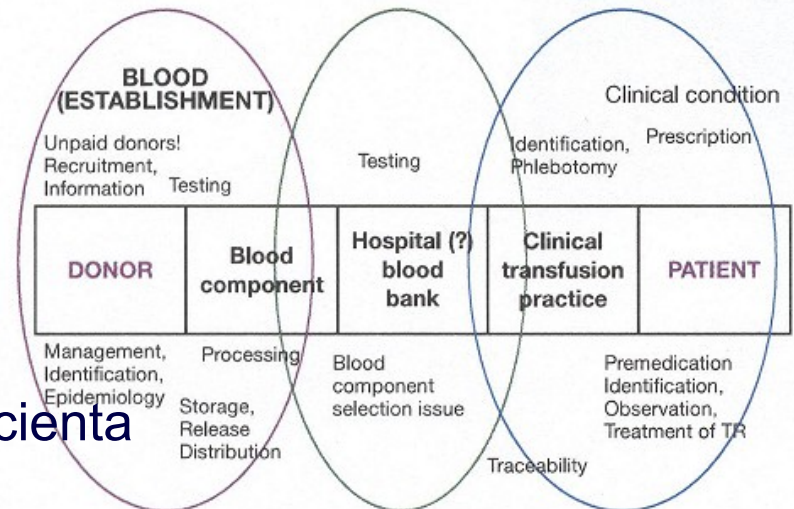 BLOOD
(ESTABLISHMENT)
Clinical condition
Unpaid donors!
Recruitment,
Information
Testing
Testing
Identification,
Phlebotomy
Prescription
DONOR
Blood
component
Hospital (?)
blood
bank
Clinical
transfusion
practice
PATIENT
Management,
Identification,
Epidemiology
Processing
Storage,
Release
Distribution
Blood
component
selection issue
Premedication
Identification,
Observation,
Treatment of TR
Traceability
cienta